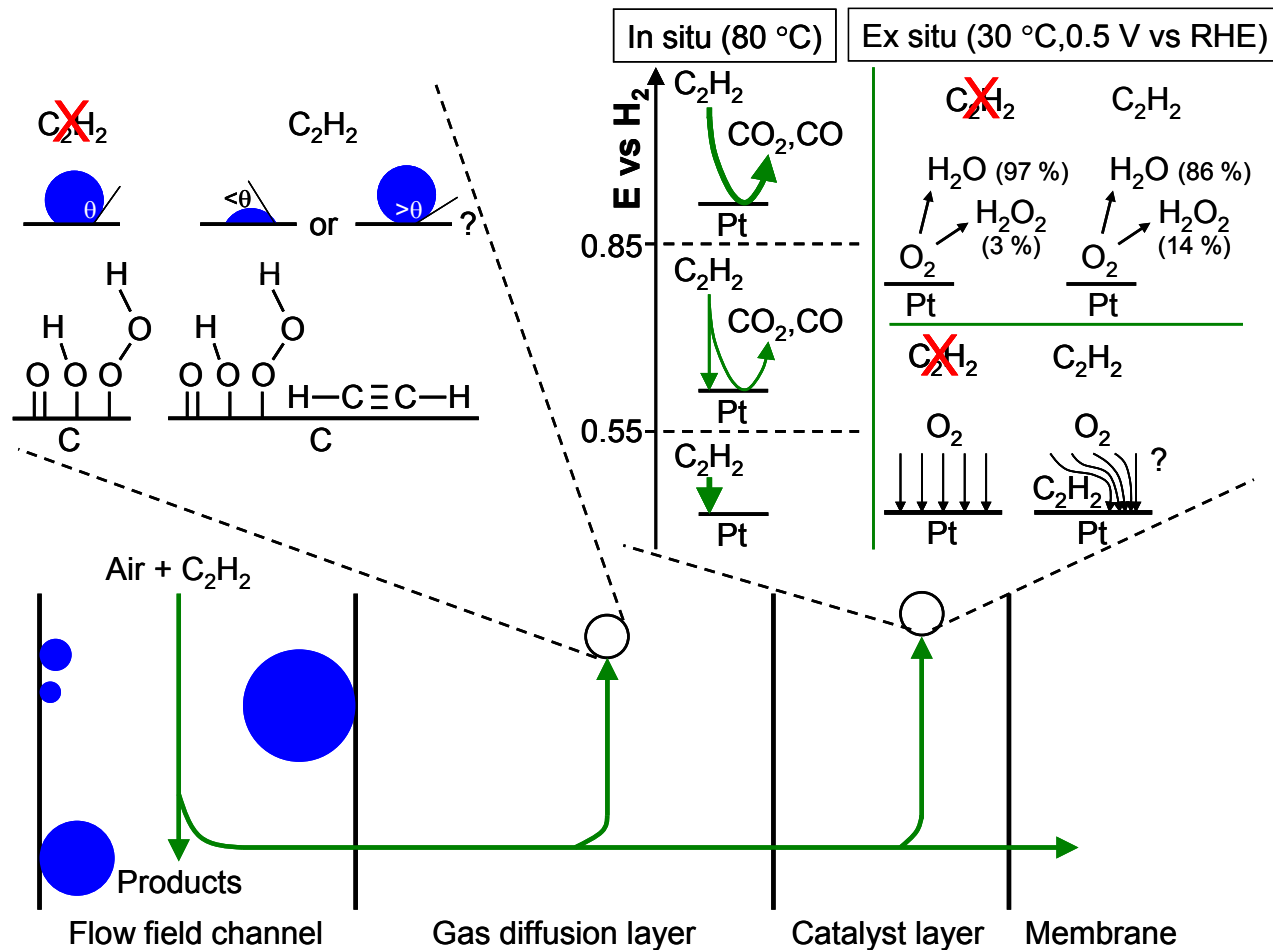 In situ (80 °C)
Ex situ (30 °C,0.5 V vs RHE)
C₂H₂
C₂H₂
θ
<θ
or
>θ
?
H
H
O
O
O
O
C
H
H
O
O
O
O
H—C≡C—H
C
E vs H₂
C₂H₂
CO₂,CO
Pt
0.85
C₂H₂
CO₂,CO
Pt
0.55
C₂H₂
Pt
C₂H₂
C₂H₂
H₂O (97 %)
H₂O₂
(3 %)
O₂
Pt
H₂O (86 %)
H₂O₂
(14 %)
O₂
Pt
C₂H₂
C₂H₂
O₂
Pt
O₂
?
C₂H₂
Pt
Air + C₂H₂
Products
Flow field channel
Gas diffusion layer
Catalyst layer
Membrane